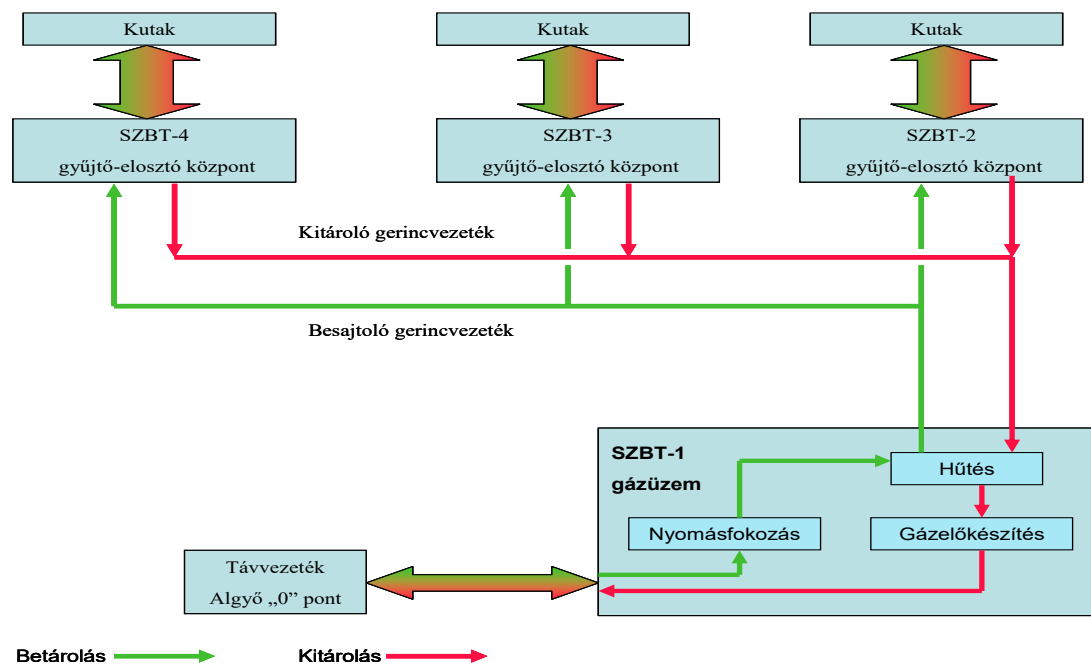 Kutak
Kutak
Kutak
SZBT-4
gyűjtő-elosztó központ
SZBT-3
gyűjtő-elosztó központ
SZBT-2
gyűjtő-elosztó központ
Kitároló gerincvezeték
Besajtoló gerincvezeték
SZBT-1
gázüzem
Hűtés
Nyomásfokozás
Gázelőkészítés
Távvezeték
Algyő „0” pont
Betárolás
Kitárolás